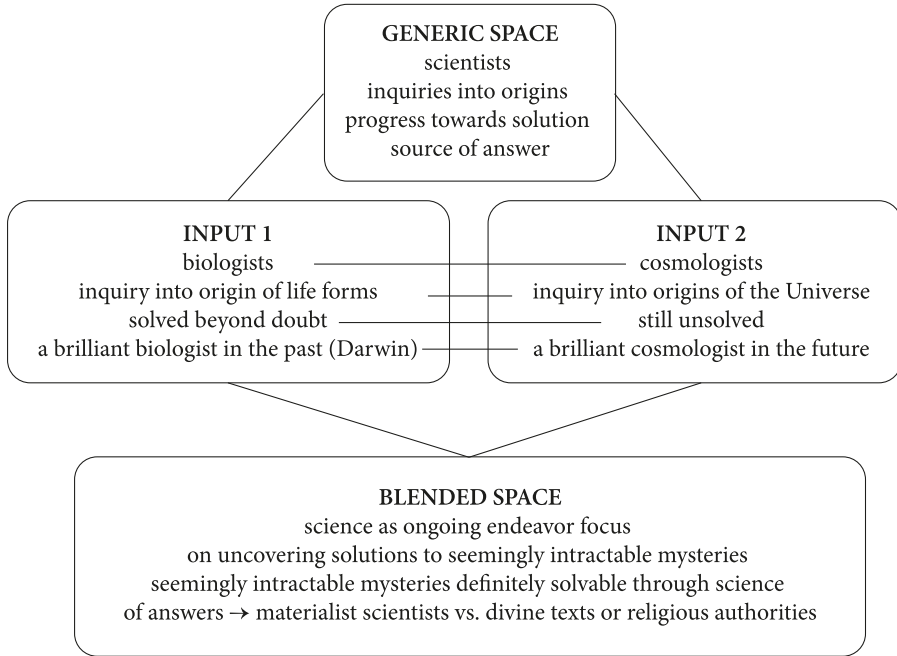 GENERIC SPACE
scientists
inquiries into origins
progress towards solution
source of answer
INPUT 1
biologists
inquiry into origin of life forms
solved beyond doubt
a brilliant biologist in the past (Darwin)
INPUT 2
cosmologists
inquiry into origins of the Universe
still unsolved
a brilliant cosmologist in the future
BLENDED SPACE
science as ongoing endeavor focus
on uncovering solutions to seemingly intractable mysteries
seemingly intractable mysteries definitely solvable through science
of answers → materialist scientists vs. divine texts or religious authorities